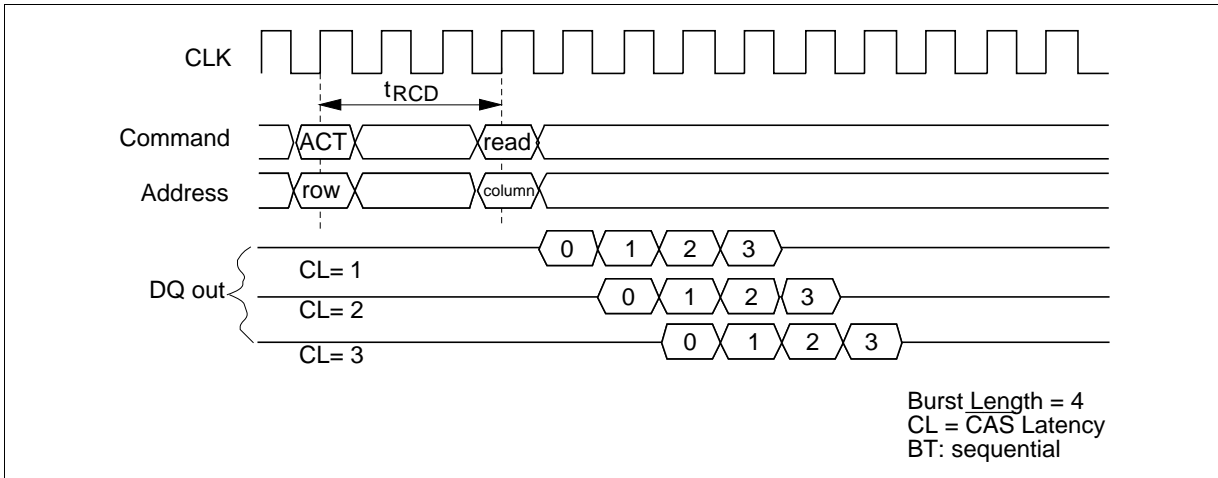 CLK
tRCD
Command ACT read
Address row column
0 1 2 3
CL= 1
DQ out
0 1 2 3
CL= 2
0 1 2 3
CL= 3
Burst Length = 4
CL = C̅A̅S̅ Latency
BT: sequential